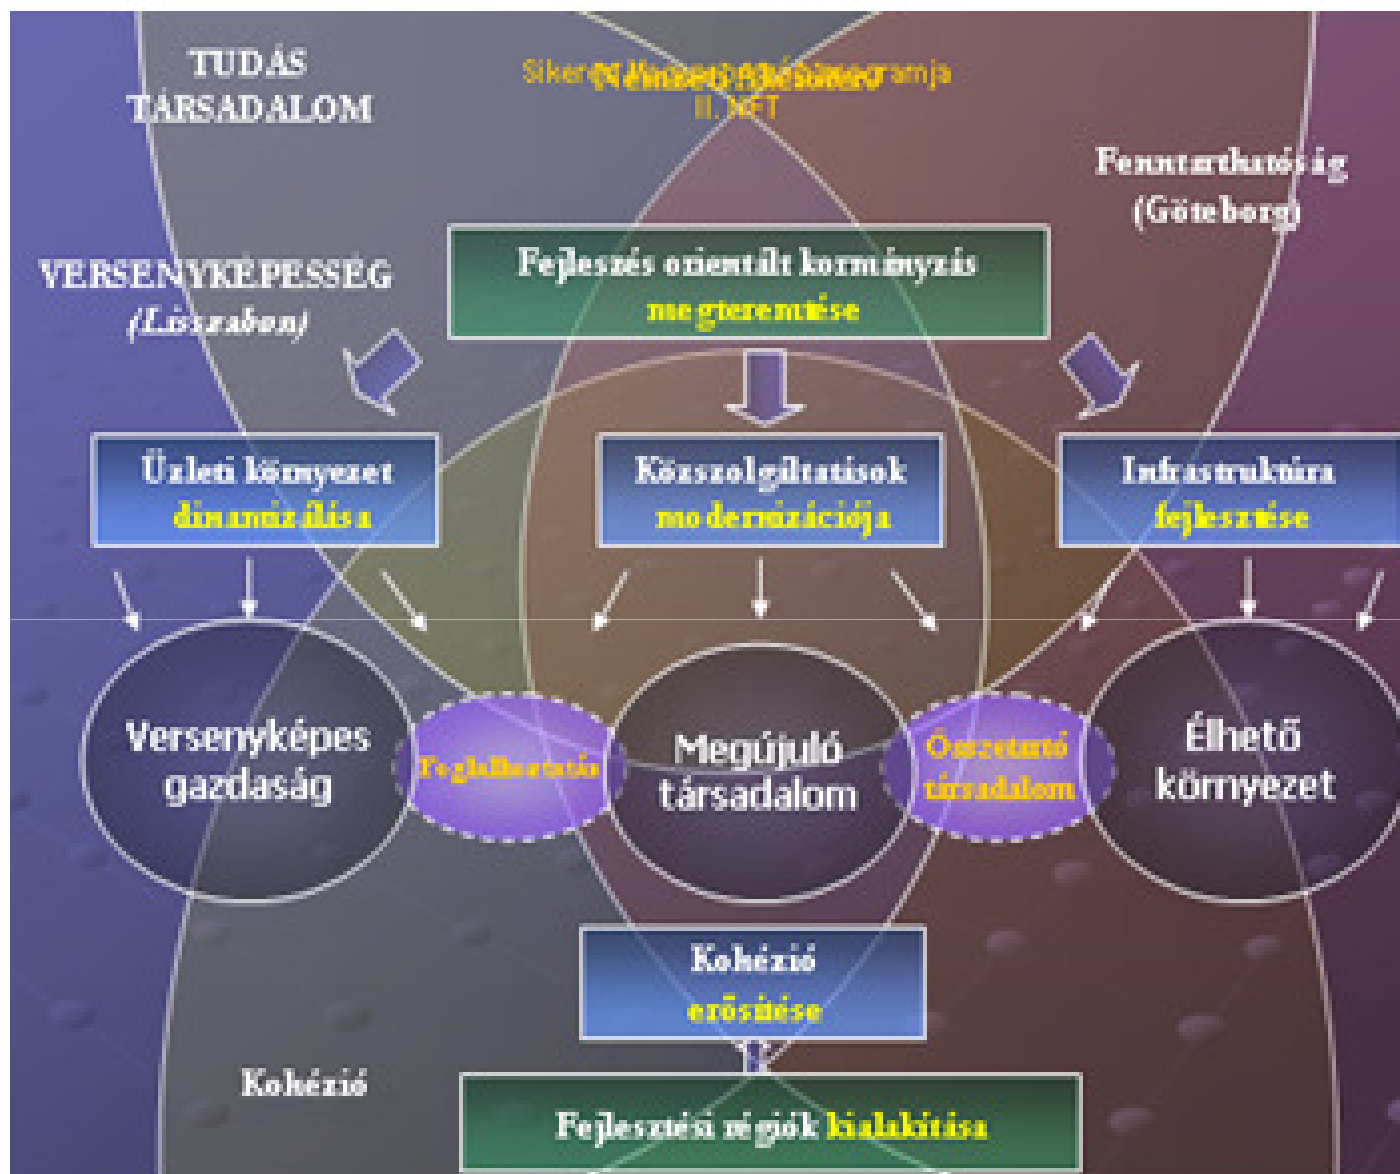 TUDÁS
TÁRSADALOM
II. NFT
Fenntarthatóság
(Göteborg)
VERSENYKÉPESSÉG
(Lisszabon)
Fejleszés orientált kormányzás
megteremtése
Üzleti környezet
dinamizálása
Közszolgáltatások
modernizációja
Infrastruktúra
fejlesztése
Versenyképes
gazdaság
Foglalkoztatás
Megújuló
társadalom
Összetartó
társadalom
Élhető
környezet
Kohézió
erősítése
Kohézió
Fejlesztési régiók kialakítása